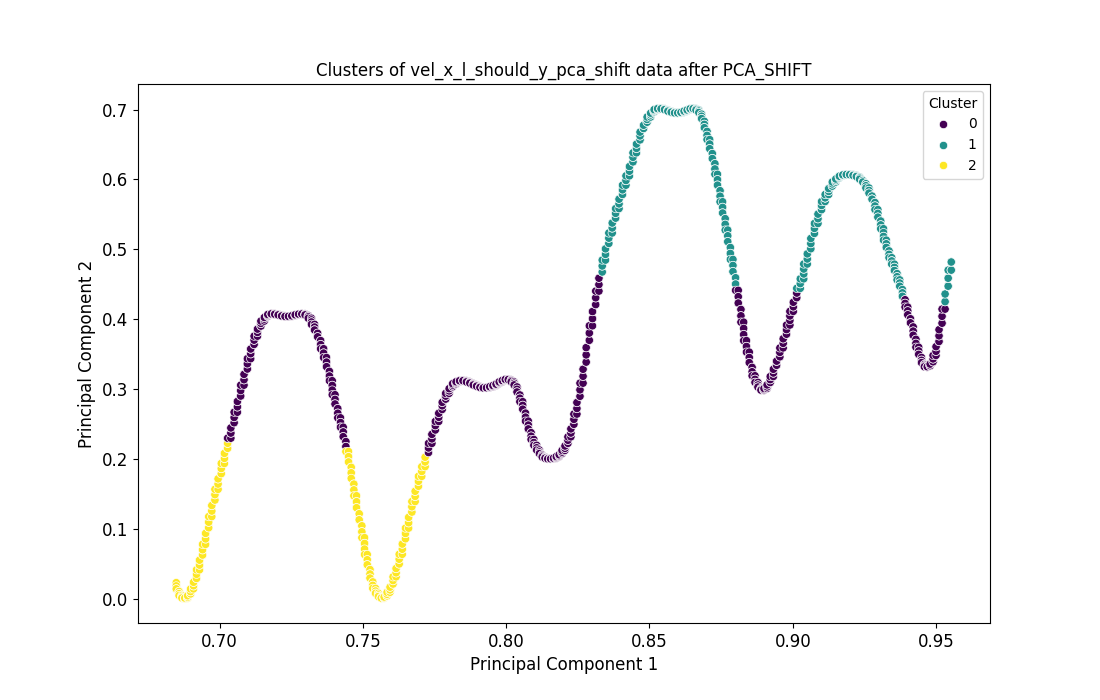 Clusters of vel_x_l_should_y_pca_shift data after PCA_SHIFT
Cluster
0
1
2
0.7
0.6
0.5
0.4
0.3
0.2
0.1
0.0
Principal Component 2
0.70 0.75 0.80 0.85 0.90 0.95
Principal Component 1